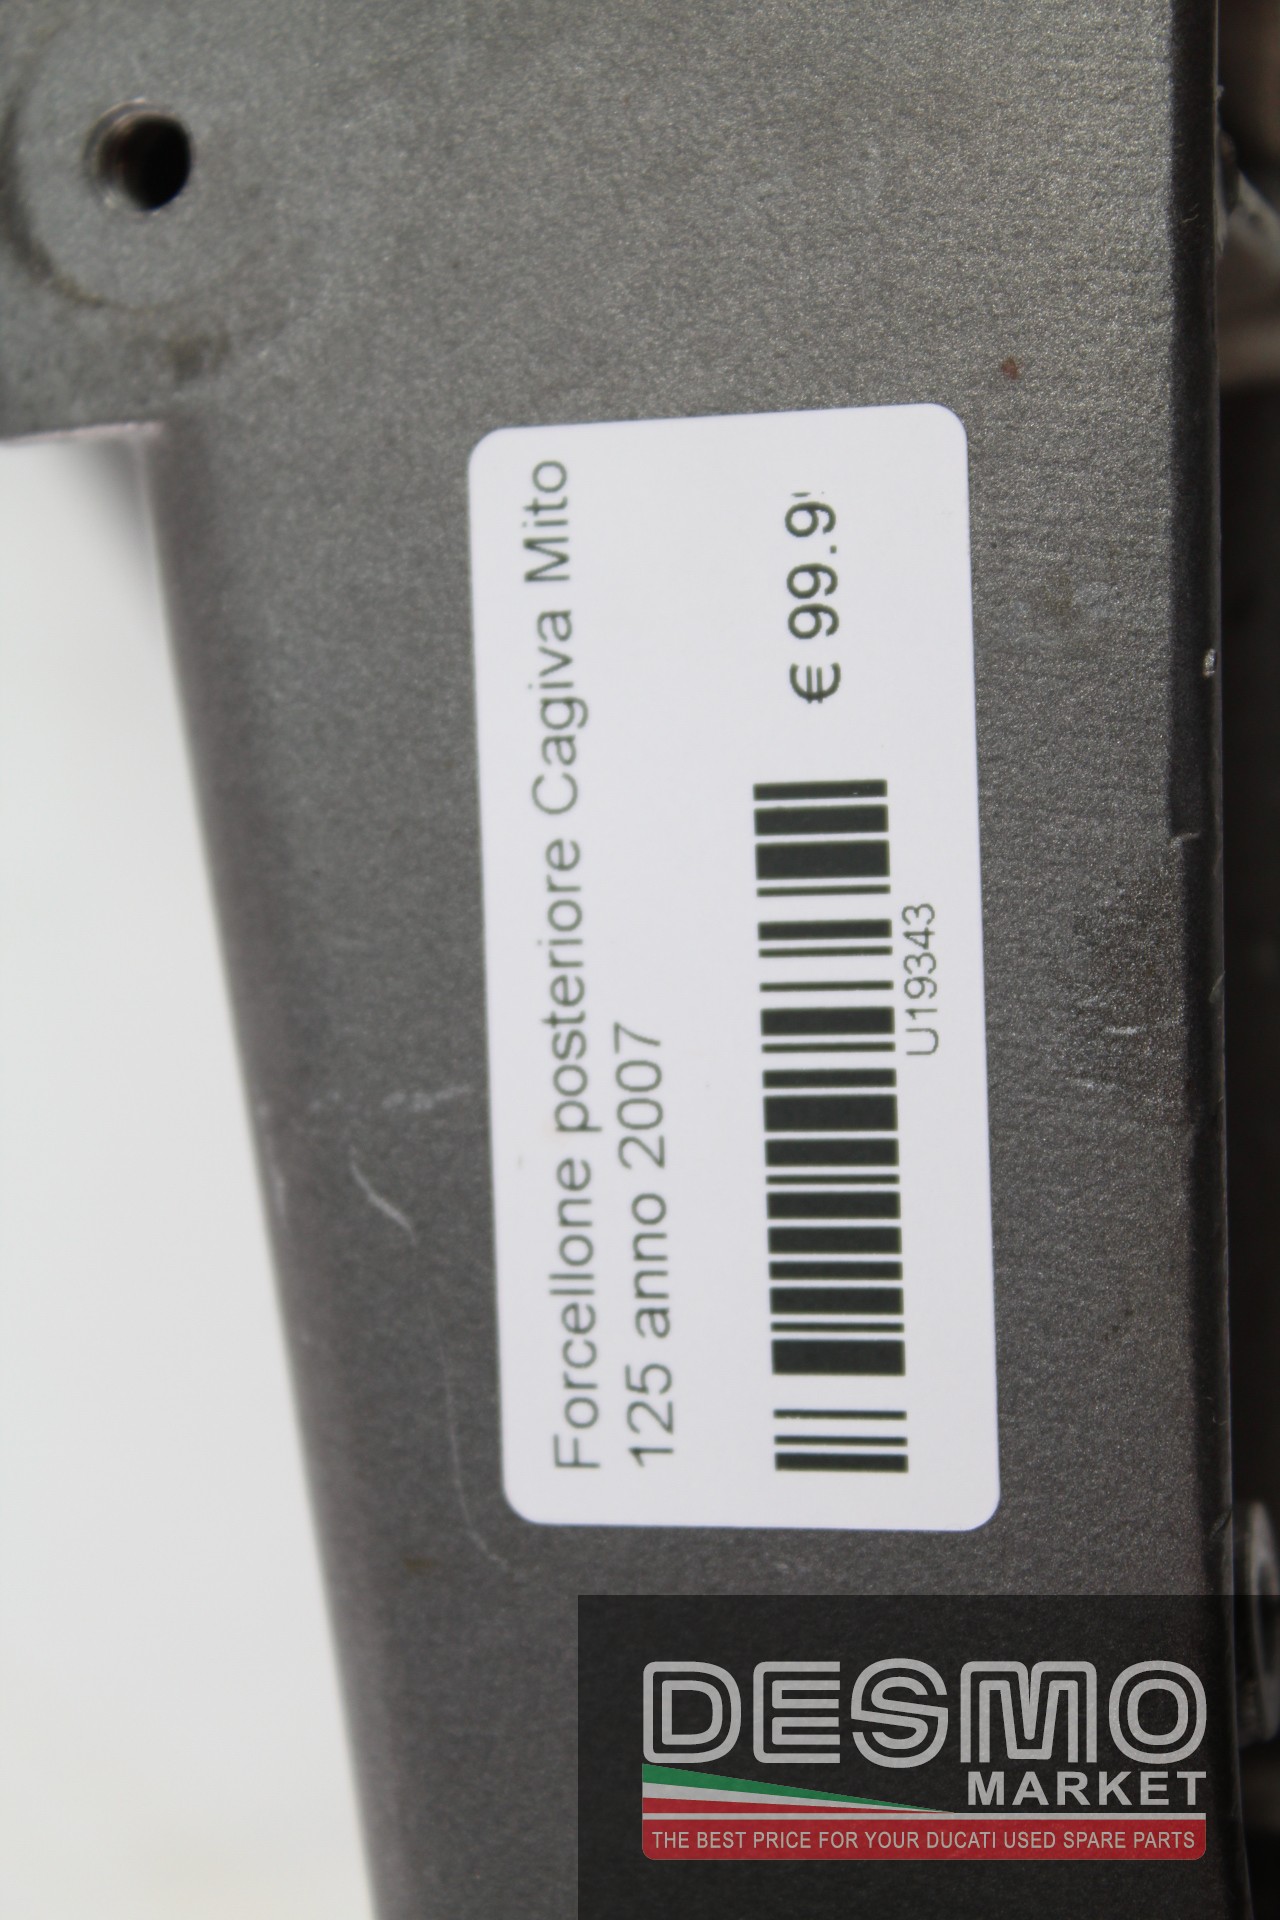 Forcellone posteriore Cagiva Mito
125 anno 2007
€ 99.9
U19343
DESMO
MARKET
THE BEST PRICE FOR YOUR DUCATI USED SPARE PARTS